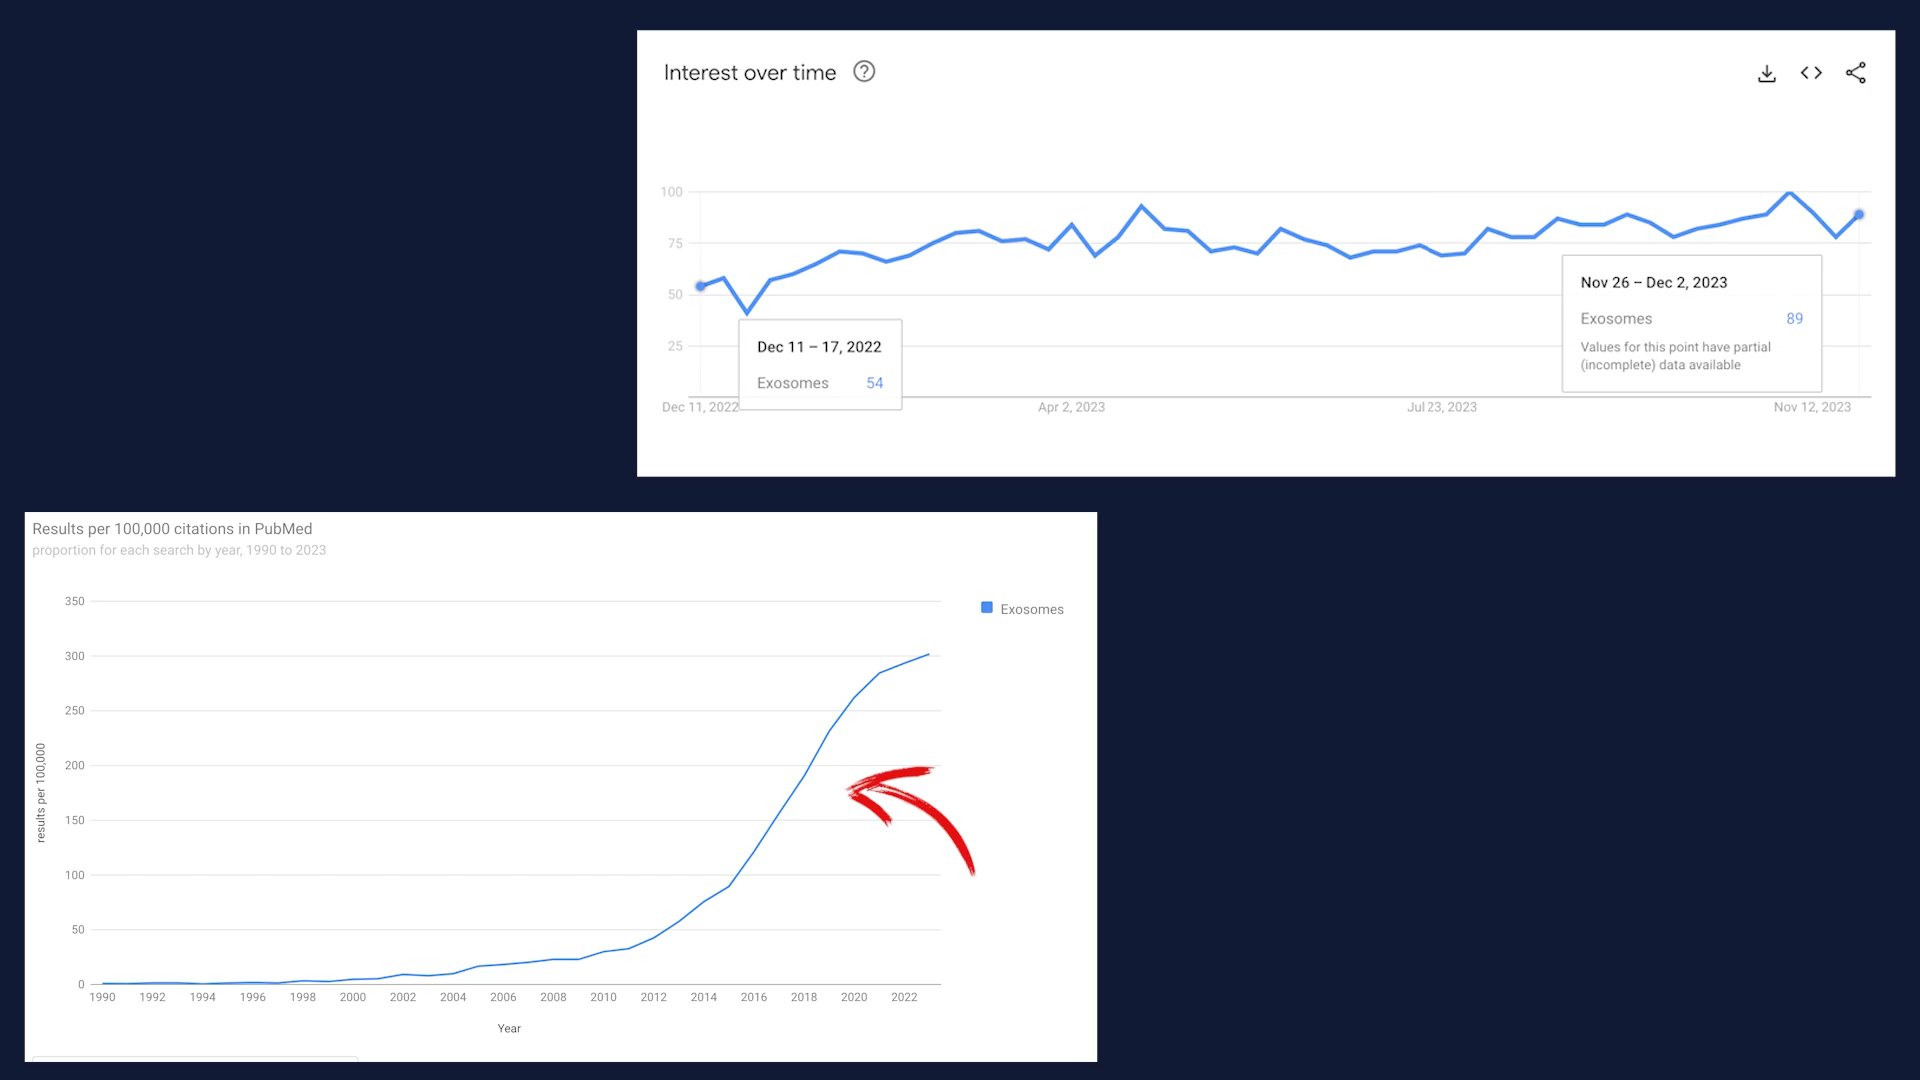 Interest over time
100
75
50
25
Dec 11, 2022
Apr 2, 2023
Jul 23, 2023
Nov 12, 2023
Dec 11 – 17, 2022
Exosomes 54
Nov 26 – Dec 2, 2023
Exosomes 89
Values for this point have partial
(incomplete) data available
Results per 100,000 citations in PubMed
proportion for each search by year, 1990 to 2023
350
300
250
200
150
100
50
0
results per 100,000
1990 1992 1994 1996 1998 2000 2002 2004 2006 2008 2010 2012 2014 2016 2018 2020 2022
Year
Exosomes